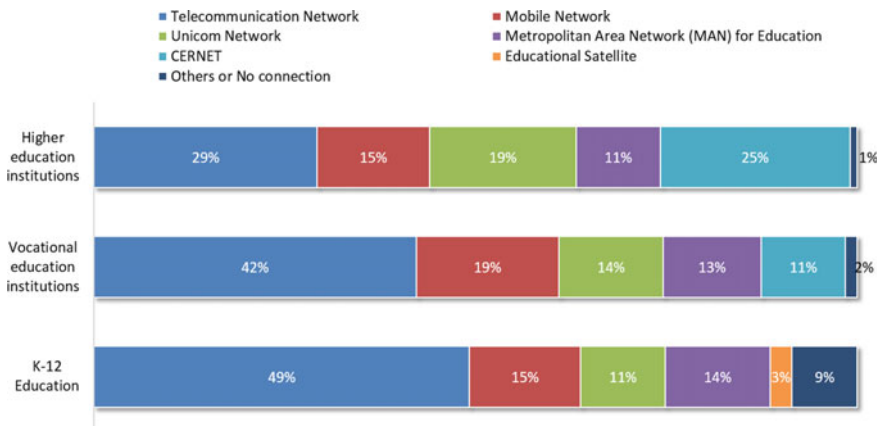 Telecommunication Network
Mobile Network
Unicom Network
Metropolitan Area Network (MAN) for Education
CERNET
Educational Satellite
Others or No connection
Higher
education
institutions
29%
15%
19%
11%
25%
1%
Vocational
education
institutions
42%
19%
14%
13%
11%
2%
K-12
Education
49%
15%
11%
14%
3%
9%